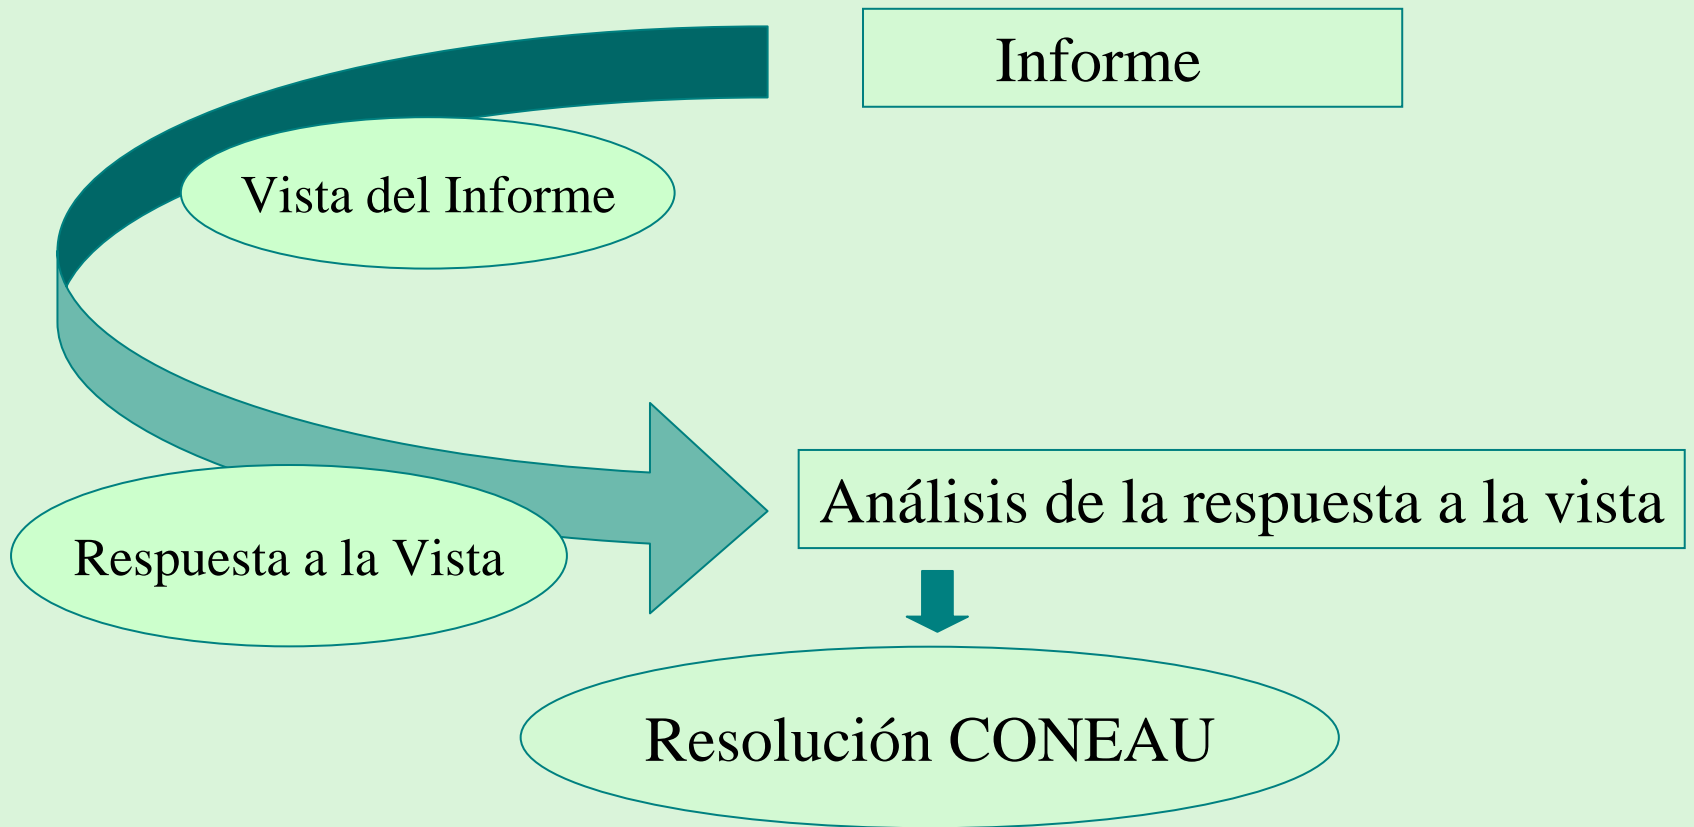 Informe
Vista del Informe
Análisis de la respuesta a la vista
Respuesta a la Vista
Resolución CONEAU